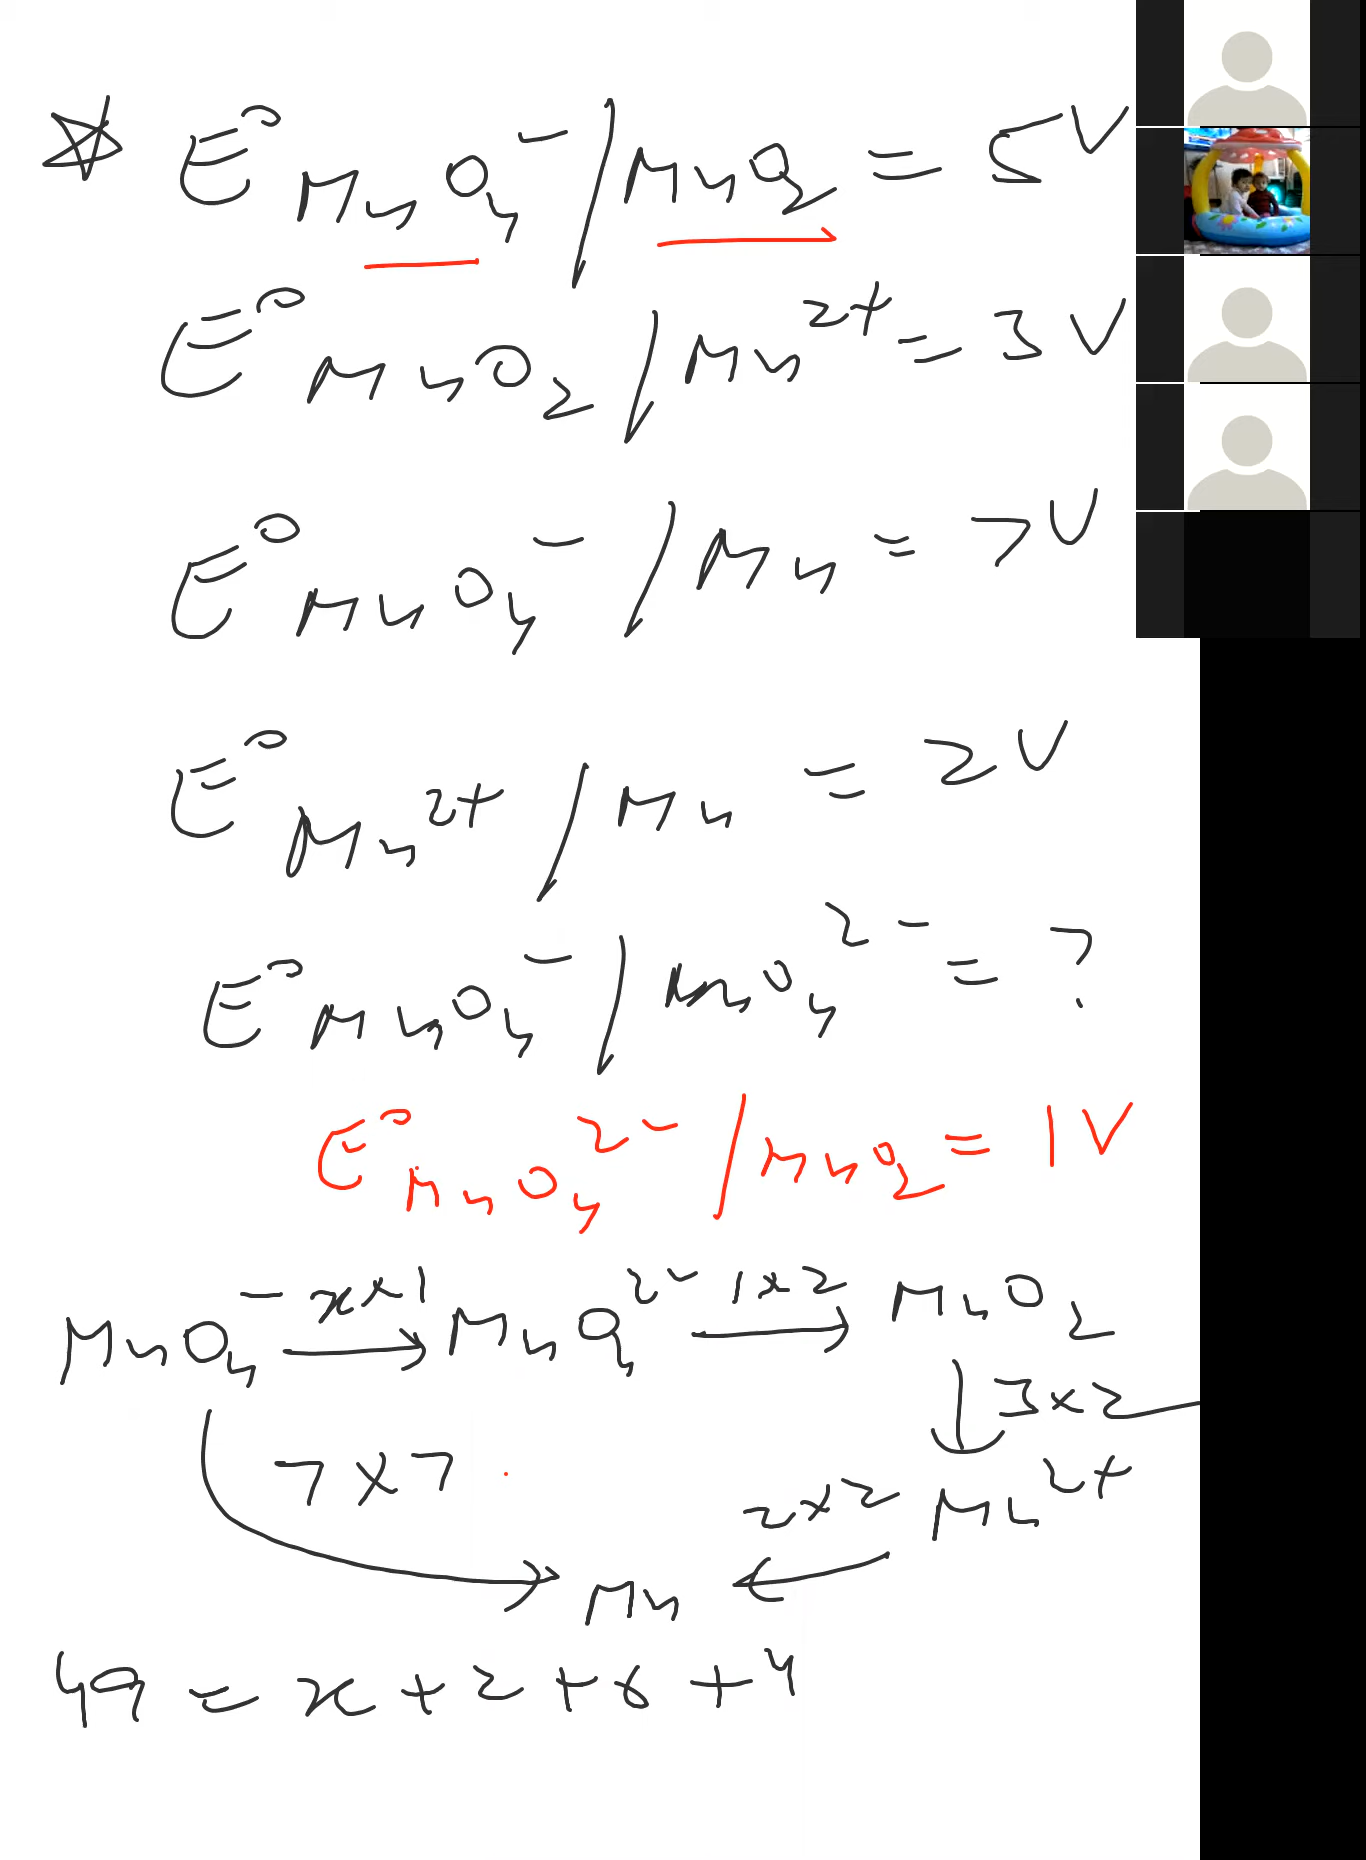 ☆ E° MnO₄⁻ / MnO₂ = 5V
E° MnO₂ / Mn²⁺ = 3V
E° MnO₄⁻ / Mn = 7V
E° Mn²⁺ / Mn = 2V
E° MnO₄⁻ / MnO₄²⁻ = ?
E° MnO₄²⁻ / MnO₂ = 1V
MnO₄⁻ x×1 → MnO₄²⁻ 1×2 → MnO₂
↓ 3×2
7×7
2×2 Mn²⁺
Mn
49 = x + 2 + 6 + 4